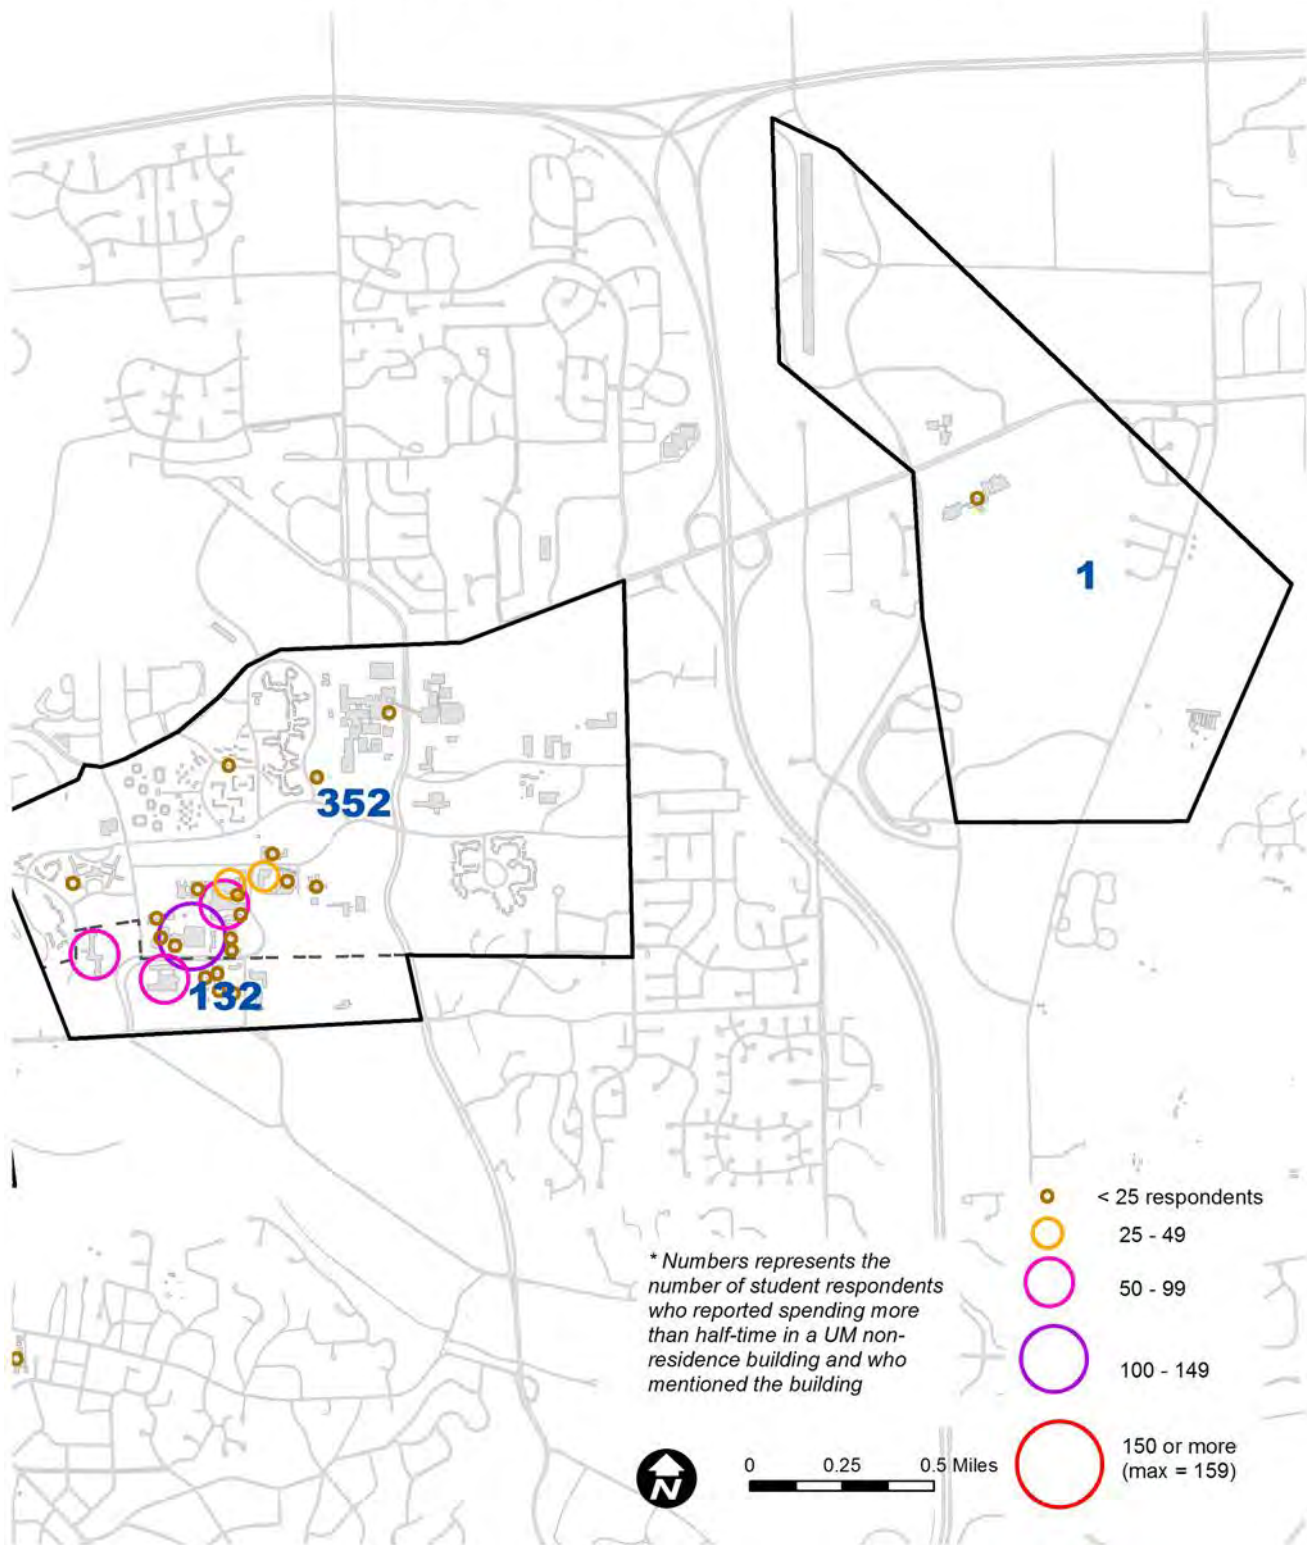 1
352
132
< 25 respondents
25 - 49
50 - 99
100 - 149
150 or more
(max = 159)
* Numbers represents the
number of student respondents
who reported spending more
than half-time in a UM non-
residence building and who
mentioned the building
N
0 0.25 0.5 Miles